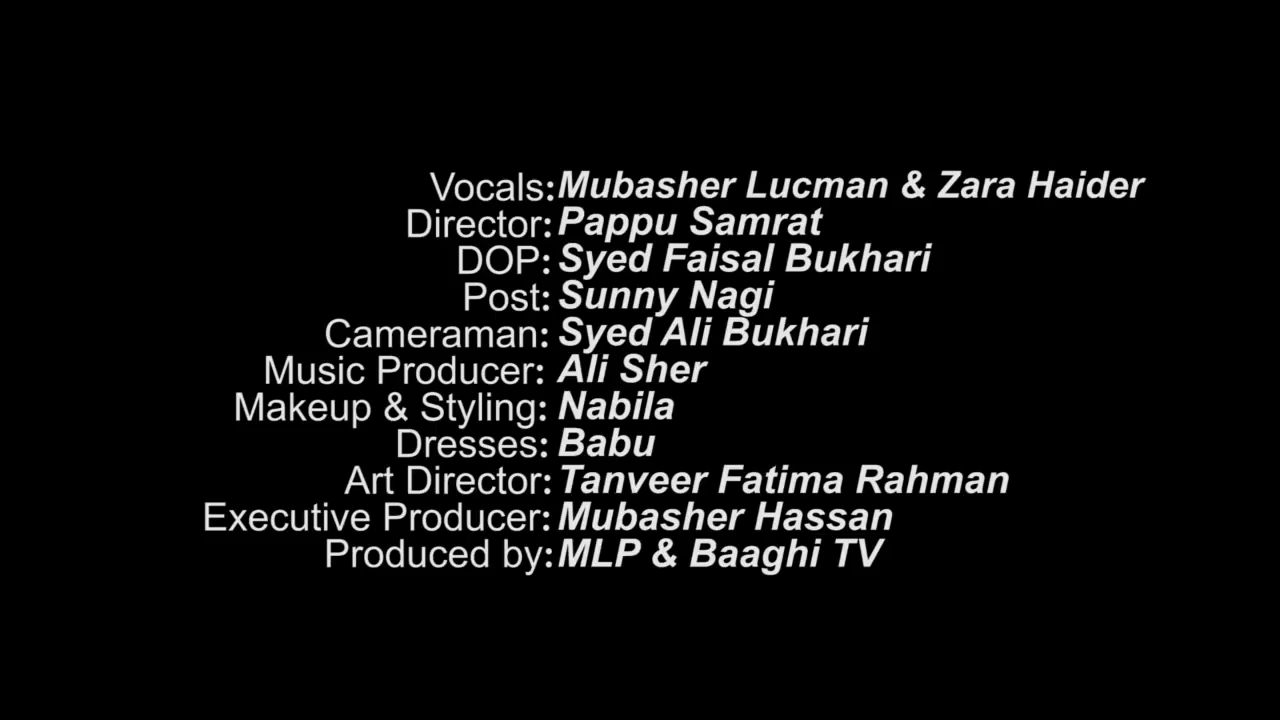 Vocals: Mubasher Lucman & Zara Haider
Director: Pappu Samrat
DOP: Syed Faisal Bukhari
Post: Sunny Nagi
Cameraman: Syed Ali Bukhari
Music Producer: Ali Sher
Makeup & Styling: Nabila
Dresses: Babu
Art Director: Tanveer Fatima Rahman
Executive Producer: Mubasher Hassan
Produced by: MLP & Baaghi TV